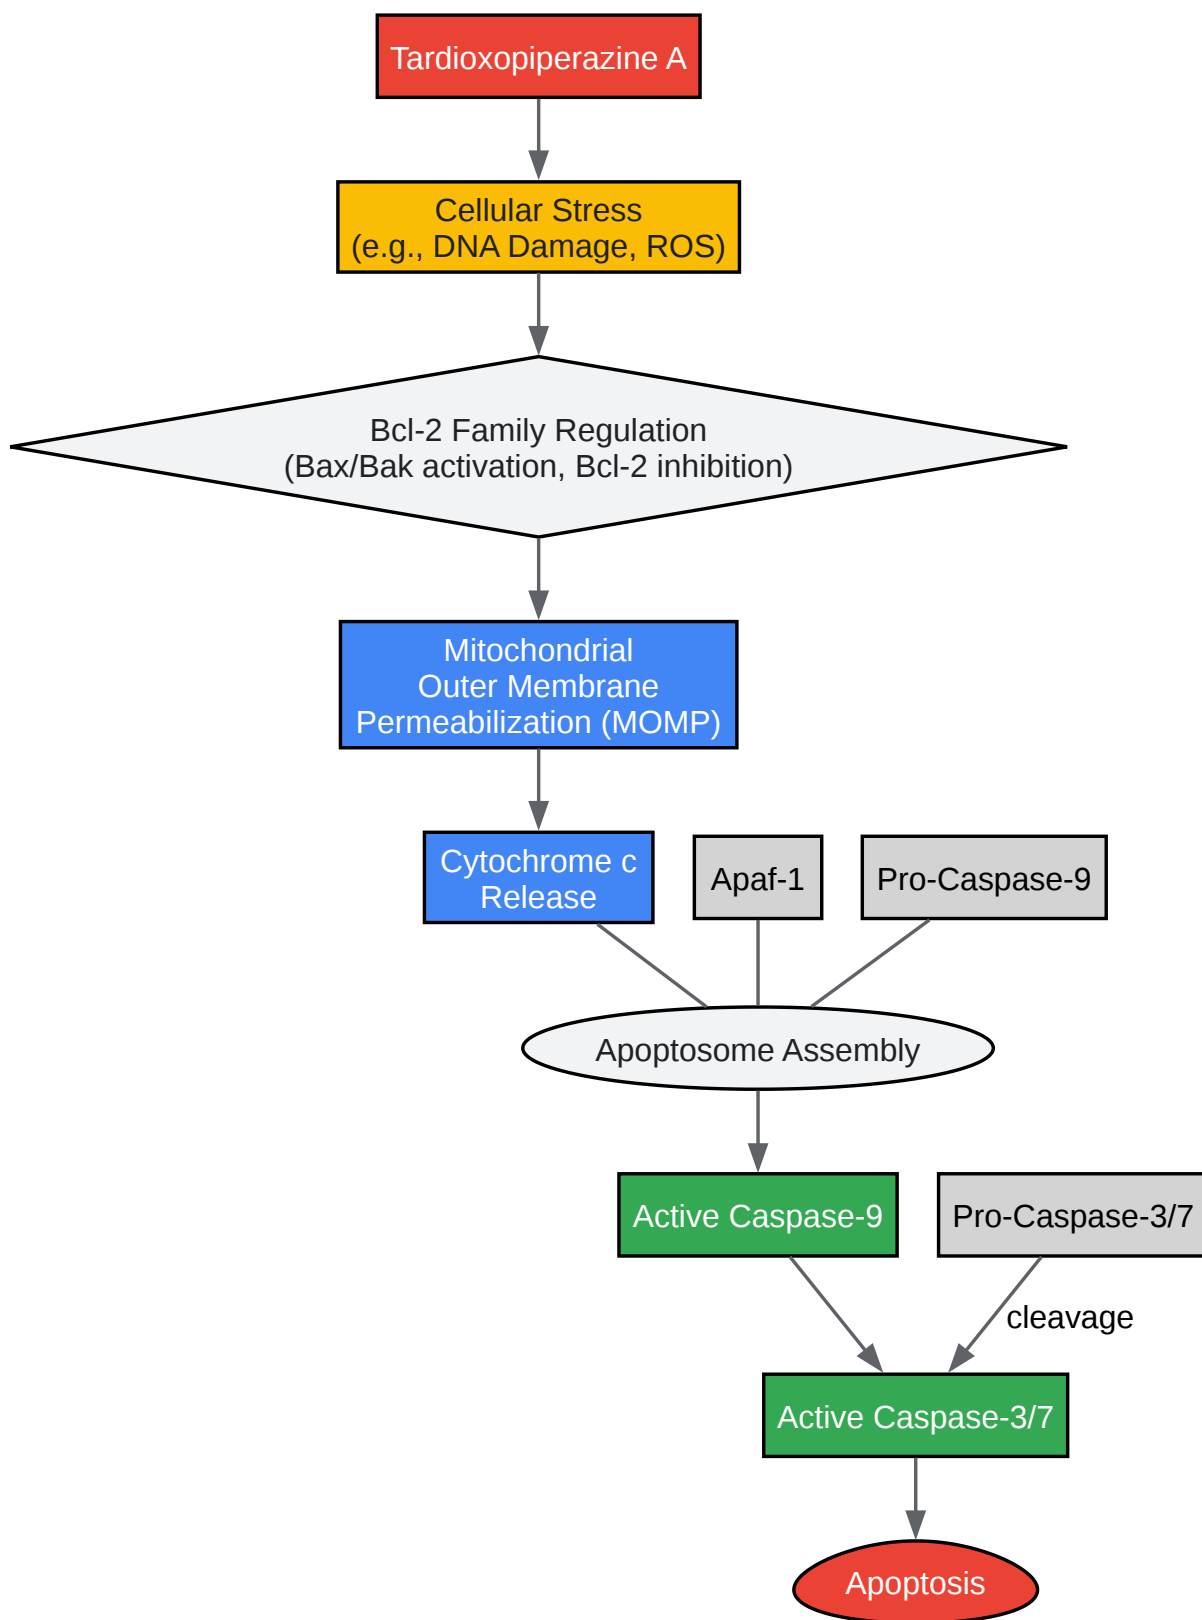 Tardioxopiperazine A
Cellular Stress
(e.g., DNA Damage, ROS)
Bcl-2 Family Regulation
(Bax/Bak activation, Bcl-2 inhibition)
Mitochondrial
Outer Membrane
Permeabilization (MOMP)
Cytochrome c
Release
Apaf-1
Pro-Caspase-9
Apoptosome Assembly
Active Caspase-9
Pro-Caspase-3/7
cleavage
Active Caspase-3/7
Apoptosis